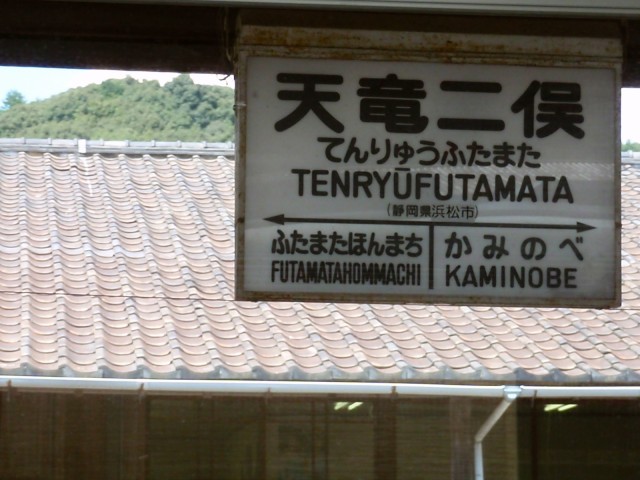 天竜二俣
てんりゅうふたまた
TENRYŪFUTAMATA
(静岡県浜松市)
ふたまたほんまち かみのべ
FUTAMATAHOMMACHI KAMINOBE